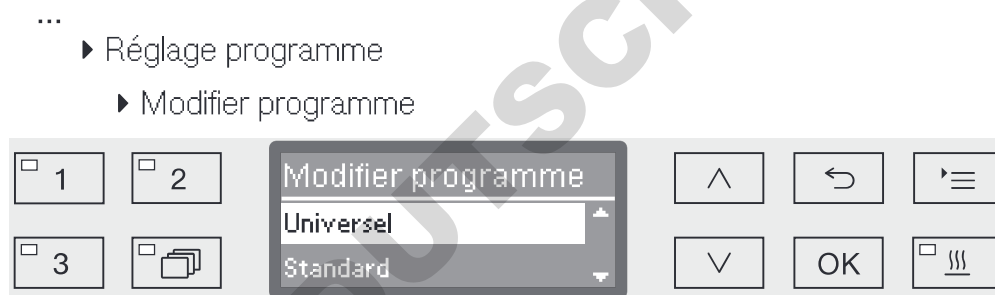 ...
Réglage programme
Modifier programme
1 2 Modifier programme
Universel
3 Standard OK